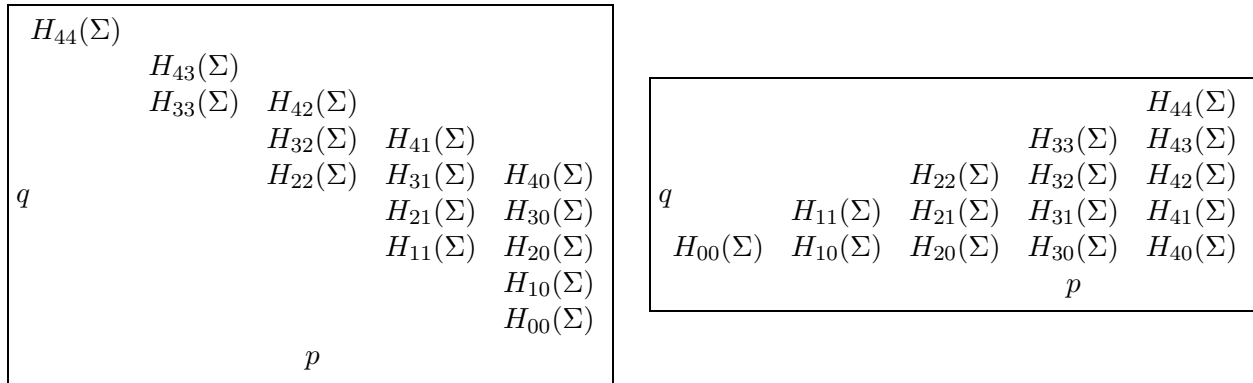 H_{44}(Σ)
H_{43}(Σ)
H_{33}(Σ) H_{42}(Σ)
H_{32}(Σ) H_{41}(Σ)
H_{22}(Σ) H_{31}(Σ) H_{40}(Σ)
q
H_{21}(Σ) H_{30}(Σ)
H_{11}(Σ) H_{20}(Σ)
H_{10}(Σ)
H_{00}(Σ)
p
H_{44}(Σ)
H_{33}(Σ) H_{43}(Σ)
H_{22}(Σ) H_{32}(Σ) H_{42}(Σ)
q
H_{11}(Σ) H_{21}(Σ) H_{31}(Σ) H_{41}(Σ)
H_{00}(Σ) H_{10}(Σ) H_{20}(Σ) H_{30}(Σ) H_{40}(Σ)
p